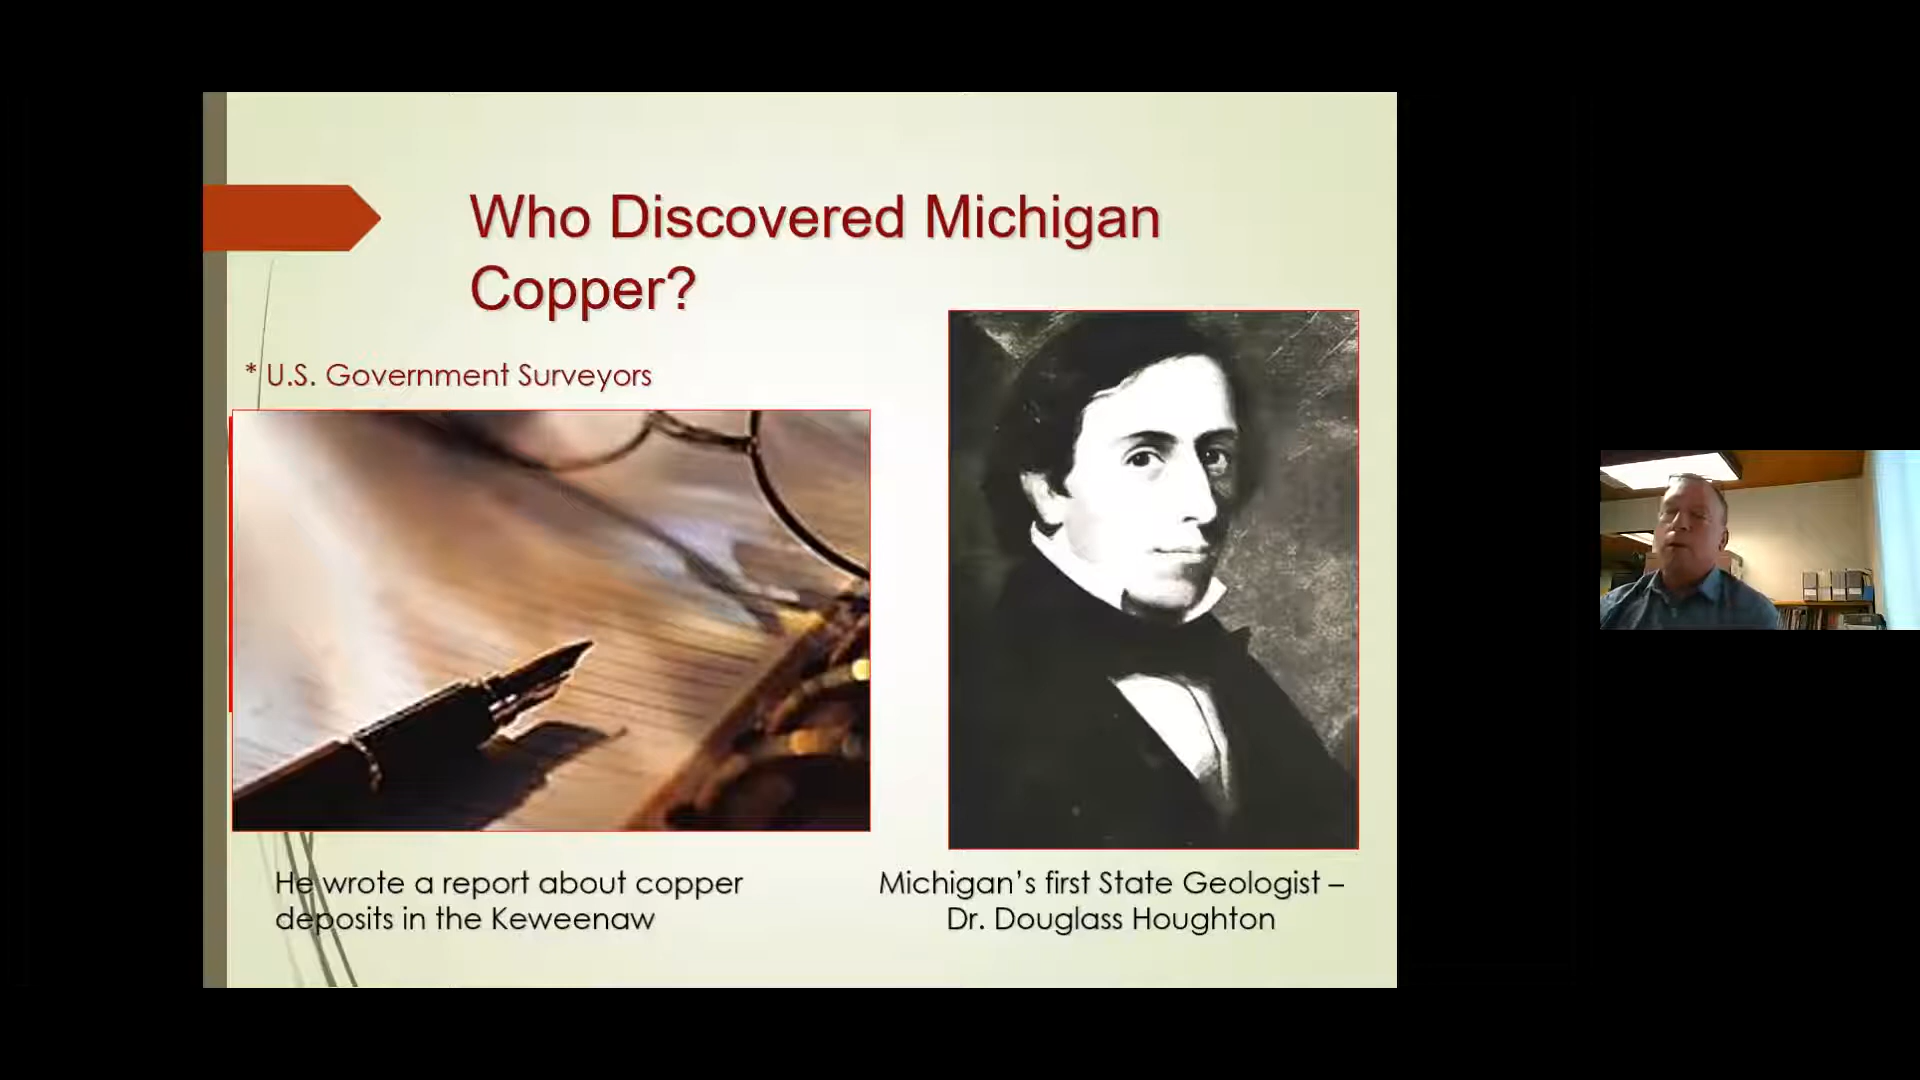 Who Discovered Michigan
Copper?
* U.S. Government Surveyors
He wrote a report about copper
deposits in the Keweenaw
Michigan’s first State Geologist –
Dr. Douglass Houghton